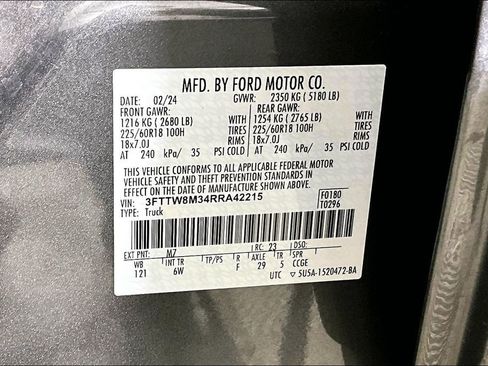 MFD. BY FORD MOTOR CO.
DATE: 02/24 GVWR: 2350 KG ( 5180 LB)
FRONT GAWR: REAR GAWR:
1216 KG ( 2680 LB) WITH 1254 KG ( 2765 LB) WITH
225/60R18 100H TIRES 225/60R18 100H TIRES
18x7.0J RIMS 18x7.0J RIMS
AT 240 kPa/ 35 PSI COLD AT 240 kPa/ 35 PSI COLD
THIS VEHICLE CONFORMS TO ALL APPLICABLE FEDERAL MOTOR
VEHICLE SAFETY AND THEFT PREVENTION STANDARDS IN EFFECT
ON THE DATE OF MANUFACTURE SHOWN ABOVE.
VIN: 3FTTW8M34RRA42215 F0180
TYPE: Truck T0296
EXT PNT: M7 RC: 23 DSO:
WB INT TR TP/PS R AXLE TR SPR
121 6W F 29 5 CCGE
UTC 5U5A-1520472-BA